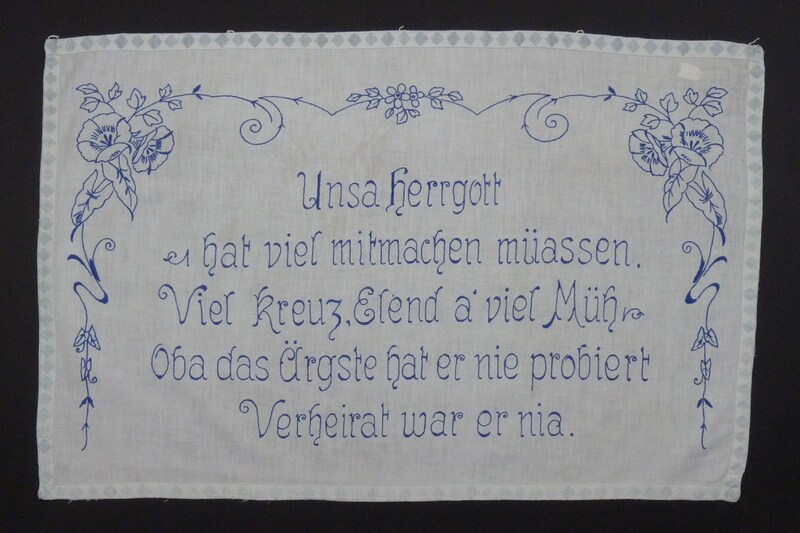 Unsa Herrgott
hat viel mitmachen müassen.
Viel Kreuz, Elend a' viel Müh
Oba das Ärgste hat er nie probiert
Verheirat war er nia.